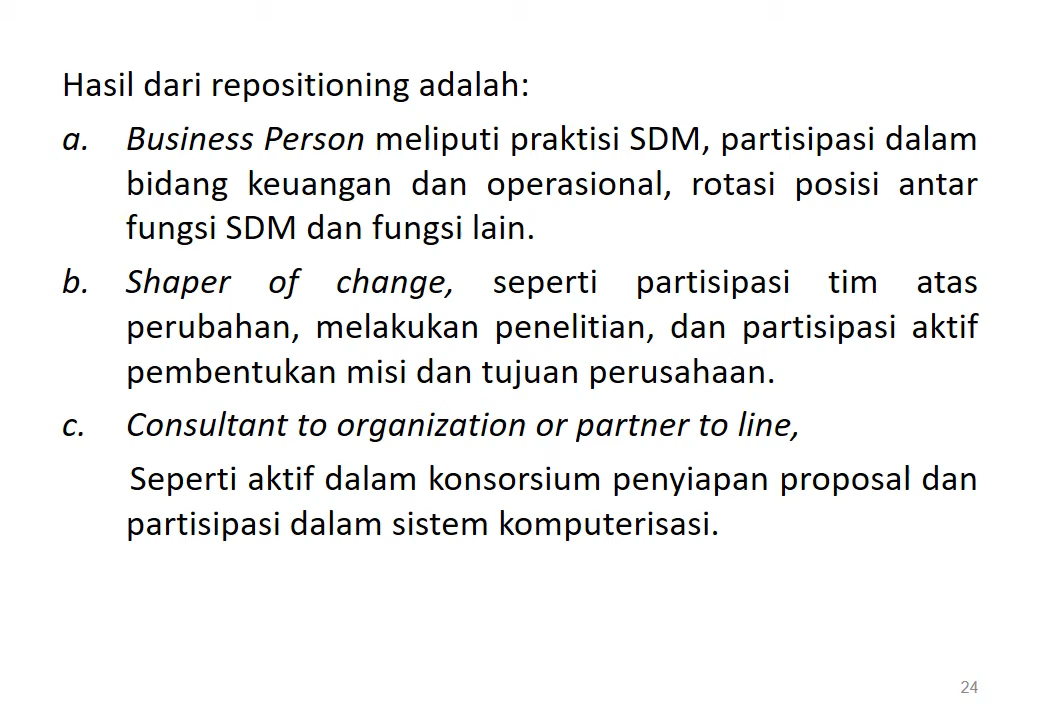 Hasil dari repositioning adalah:
a. Business Person meliputi praktisi SDM, partisipasi dalam
bidang keuangan dan operasional, rotasi posisi antar
fungsi SDM dan fungsi lain.
b. Shaper of change, seperti partisipasi tim atas
perubahan, melakukan penelitian, dan partisipasi aktif
pembentukan misi dan tujuan perusahaan.
c. Consultant to organization or partner to line,
Seperti aktif dalam konsorsium penyiapan proposal dan
partisipasi dalam sistem komputerisasi.
24